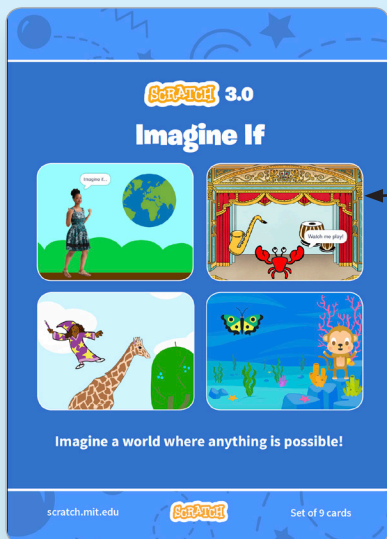 SCRATCH 3.0
Imagine If
Imagine if...
Watch me play!
Imagine a world where anything is possible!
scratch.mit.edu
SCRATCH
Set of 9 cards